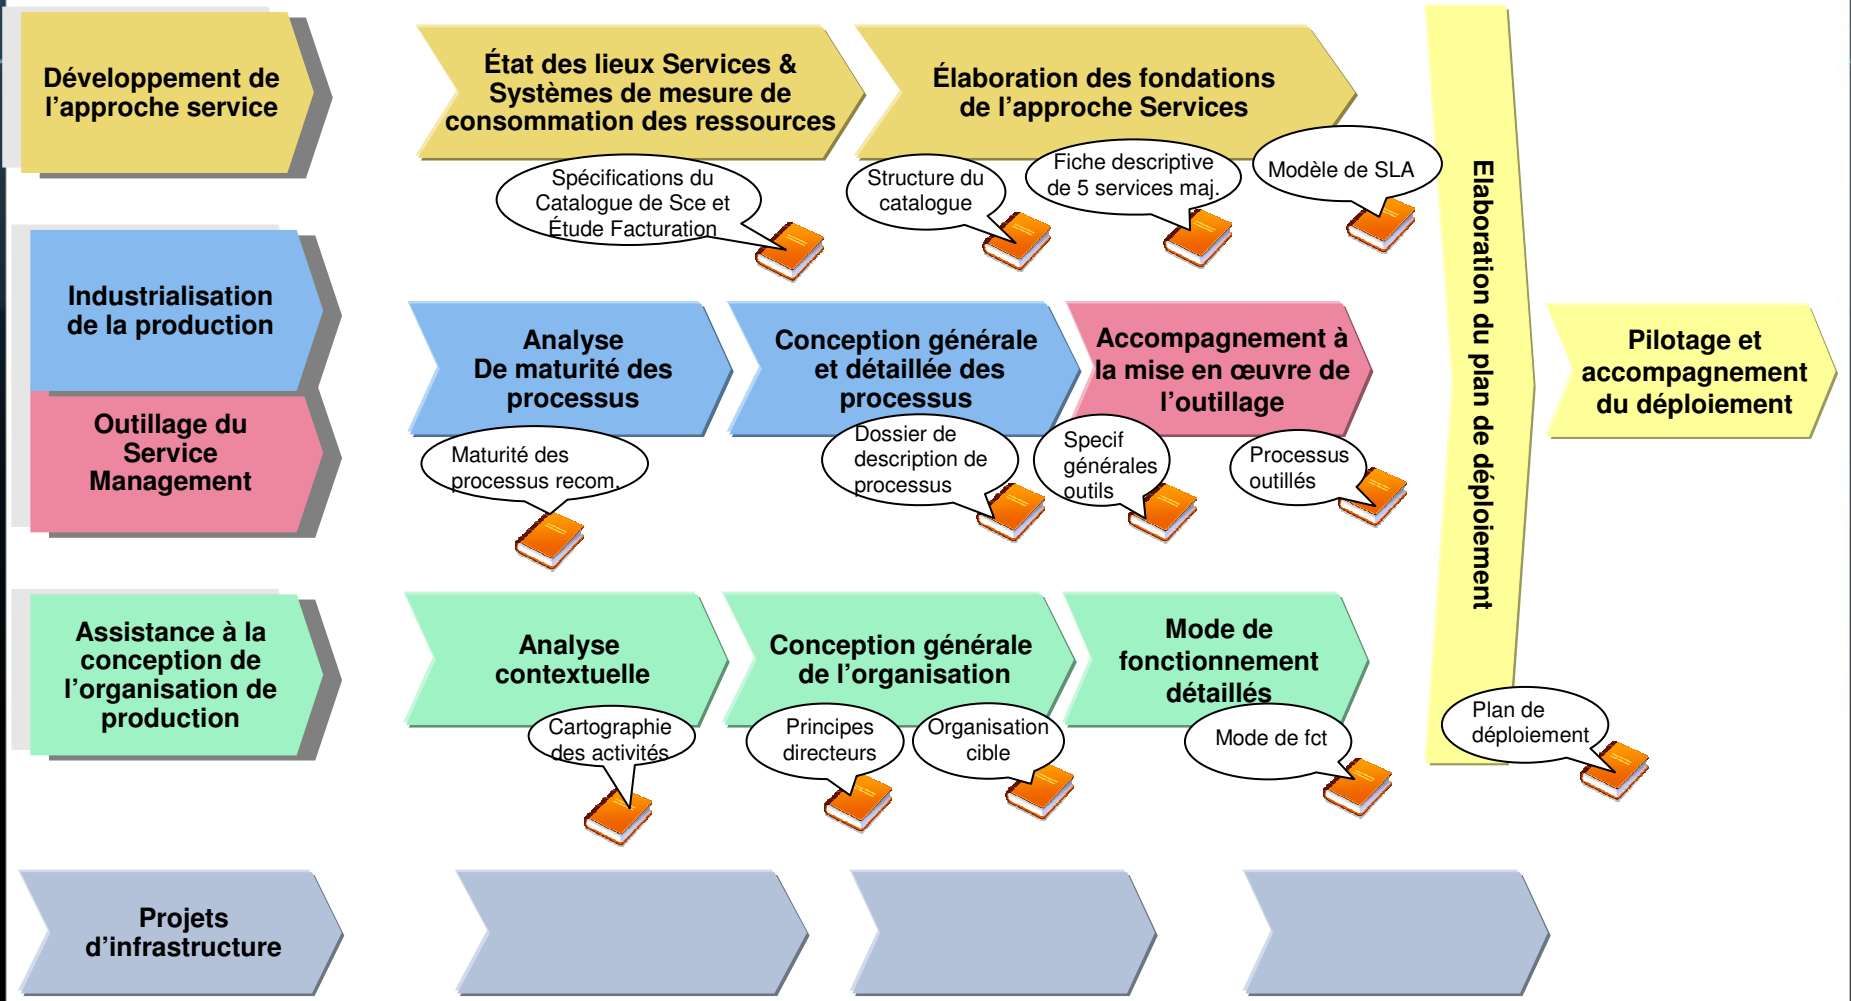 Développement de
l'approche service
État des lieux Services &
Systèmes de mesure de
consommation des ressources
Élaboration des fondations
de l'approche Services
Spécifications du
Catalogue de Sce et
Étude Facturation
Structure du
catalogue
Fiche descriptive
de 5 services maj.
Modèle de SLA
Industrialisation
de la production
Outillage du
Service
Management
Analyse
De maturité des
processus
Conception générale
et détaillée des
processus
Accompagnement à
la mise en œuvre de
l'outillage
Maturité des
processus recom.
Dossier de
description de
processus
Specif
générales
outils
Processus
outillés
Elaboration du plan de déploiement
Pilotage et
accompagnement
du déploiement
Assistance à la
conception de
l'organisation de
production
Analyse
contextuelle
Conception générale
de l'organisation
Mode de
fonctionnement
détaillés
Cartographie
des activités
Principes
directeurs
Organisation
cible
Mode de fct
Plan de
déploiement
Projets
d'infrastructure